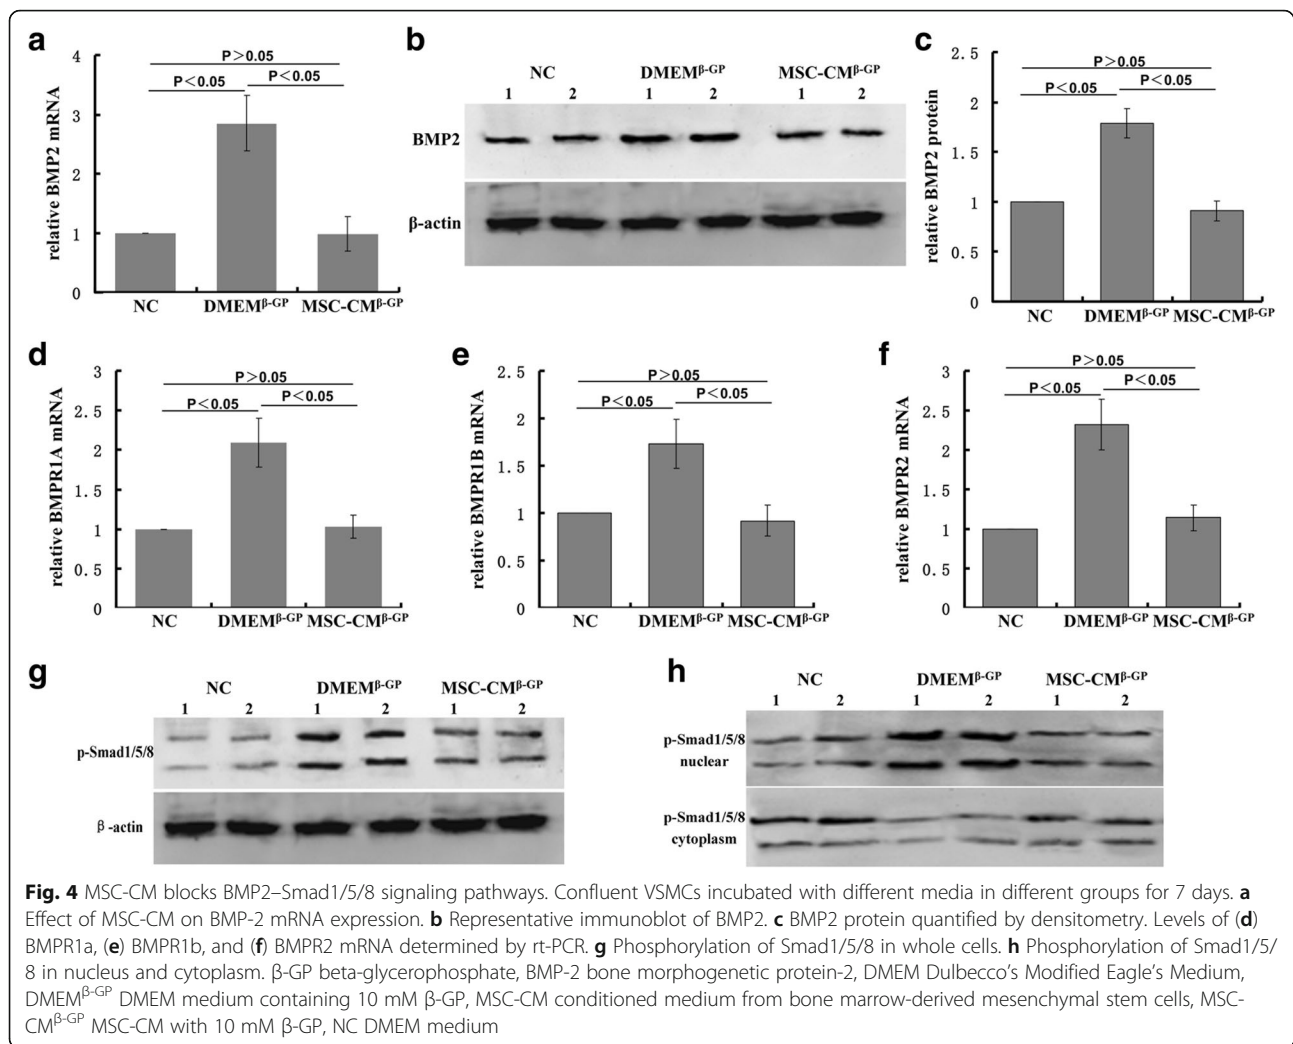 a
4
3
2
1
0
relative BMP2 mRNA
P>0.05
P<0.05
P<0.05
NC
DMEMβ-GP
MSC-CMβ-GP
b
NC
DMEMβ-GP
MSC-CMβ-GP
1
2
1
2
1
2
BMP2
β-actin
c
2.5
2
1.5
1
0.5
0
relative BMP2 protein
P>0.05
P<0.05
P<0.05
NC
DMEMβ-GP
MSC-CMβ-GP
d
3
2.5
2
1.5
1
0.5
0
relative BMPR1A mRNA
P>0.05
P<0.05
P<0.05
NC
DMEMβ-GP
MSC-CMβ-GP
e
2.5
2
1.5
1
0.5
0
relative BMPR1B mRNA
P>0.05
P<0.05
P<0.05
NC
DMEMβ-GP
MSC-CMβ-GP
f
3
2.5
2
1.5
1
0.5
0
relative BMPR2 mRNA
P>0.05
P<0.05
P<0.05
NC
DMEMβ-GP
MSC-CMβ-GP
g
NC
DMEMβ-GP
MSC-CMβ-GP
1
2
1
2
1
2
p-Smad1/5/8
β-actin
h
NC
DMEMβ-GP
MSC-CMβ-GP
1
2
1
2
1
2
p-Smad1/5/8
nuclear
p-Smad1/5/8
cytoplasm
Fig. 4 MSC-CM blocks BMP2–Smad1/5/8 signaling pathways. Confluent VSMCs incubated with different media in different groups for 7 days. a
Effect of MSC-CM on BMP-2 mRNA expression. b Representative immunoblot of BMP2. c BMP2 protein quantified by densitometry. Levels of (d)
BMPR1a, (e) BMPR1b, and (f) BMPR2 mRNA determined by rt-PCR. g Phosphorylation of Smad1/5/8 in whole cells. h Phosphorylation of Smad1/5/
8 in nucleus and cytoplasm. β-GP beta-glycerophosphate, BMP-2 bone morphogenetic protein-2, DMEM Dulbecco's Modified Eagle's Medium,
DMEMβ-GP DMEM medium containing 10 mM β-GP, MSC-CM conditioned medium from bone marrow-derived mesenchymal stem cells, MSC-
CMβ-GP MSC-CM with 10 mM β-GP, NC DMEM medium